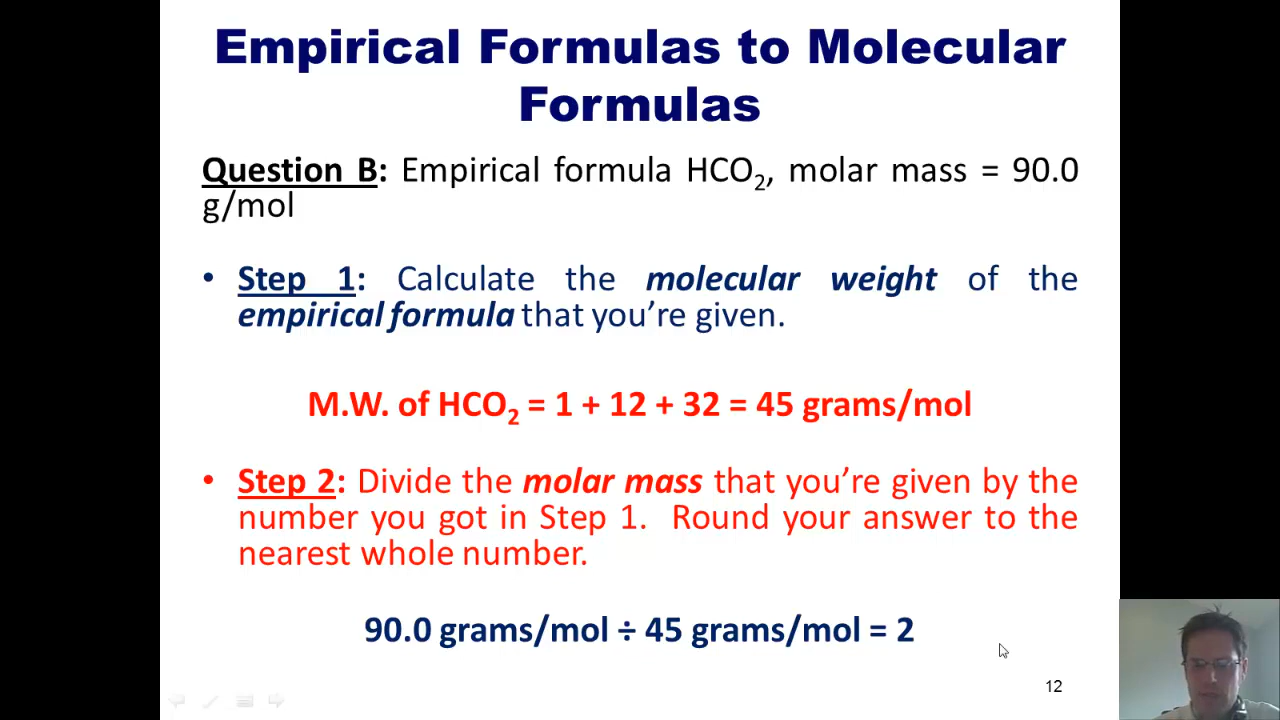 Empirical Formulas to Molecular
Formulas
Question B: Empirical formula HCO₂, molar mass = 90.0
g/mol
• Step 1: Calculate the molecular weight of the
empirical formula that you’re given.
M.W. of HCO₂ = 1 + 12 + 32 = 45 grams/mol
• Step 2: Divide the molar mass that you’re given by the
number you got in Step 1. Round your answer to the
nearest whole number.
90.0 grams/mol ÷ 45 grams/mol = 2
12